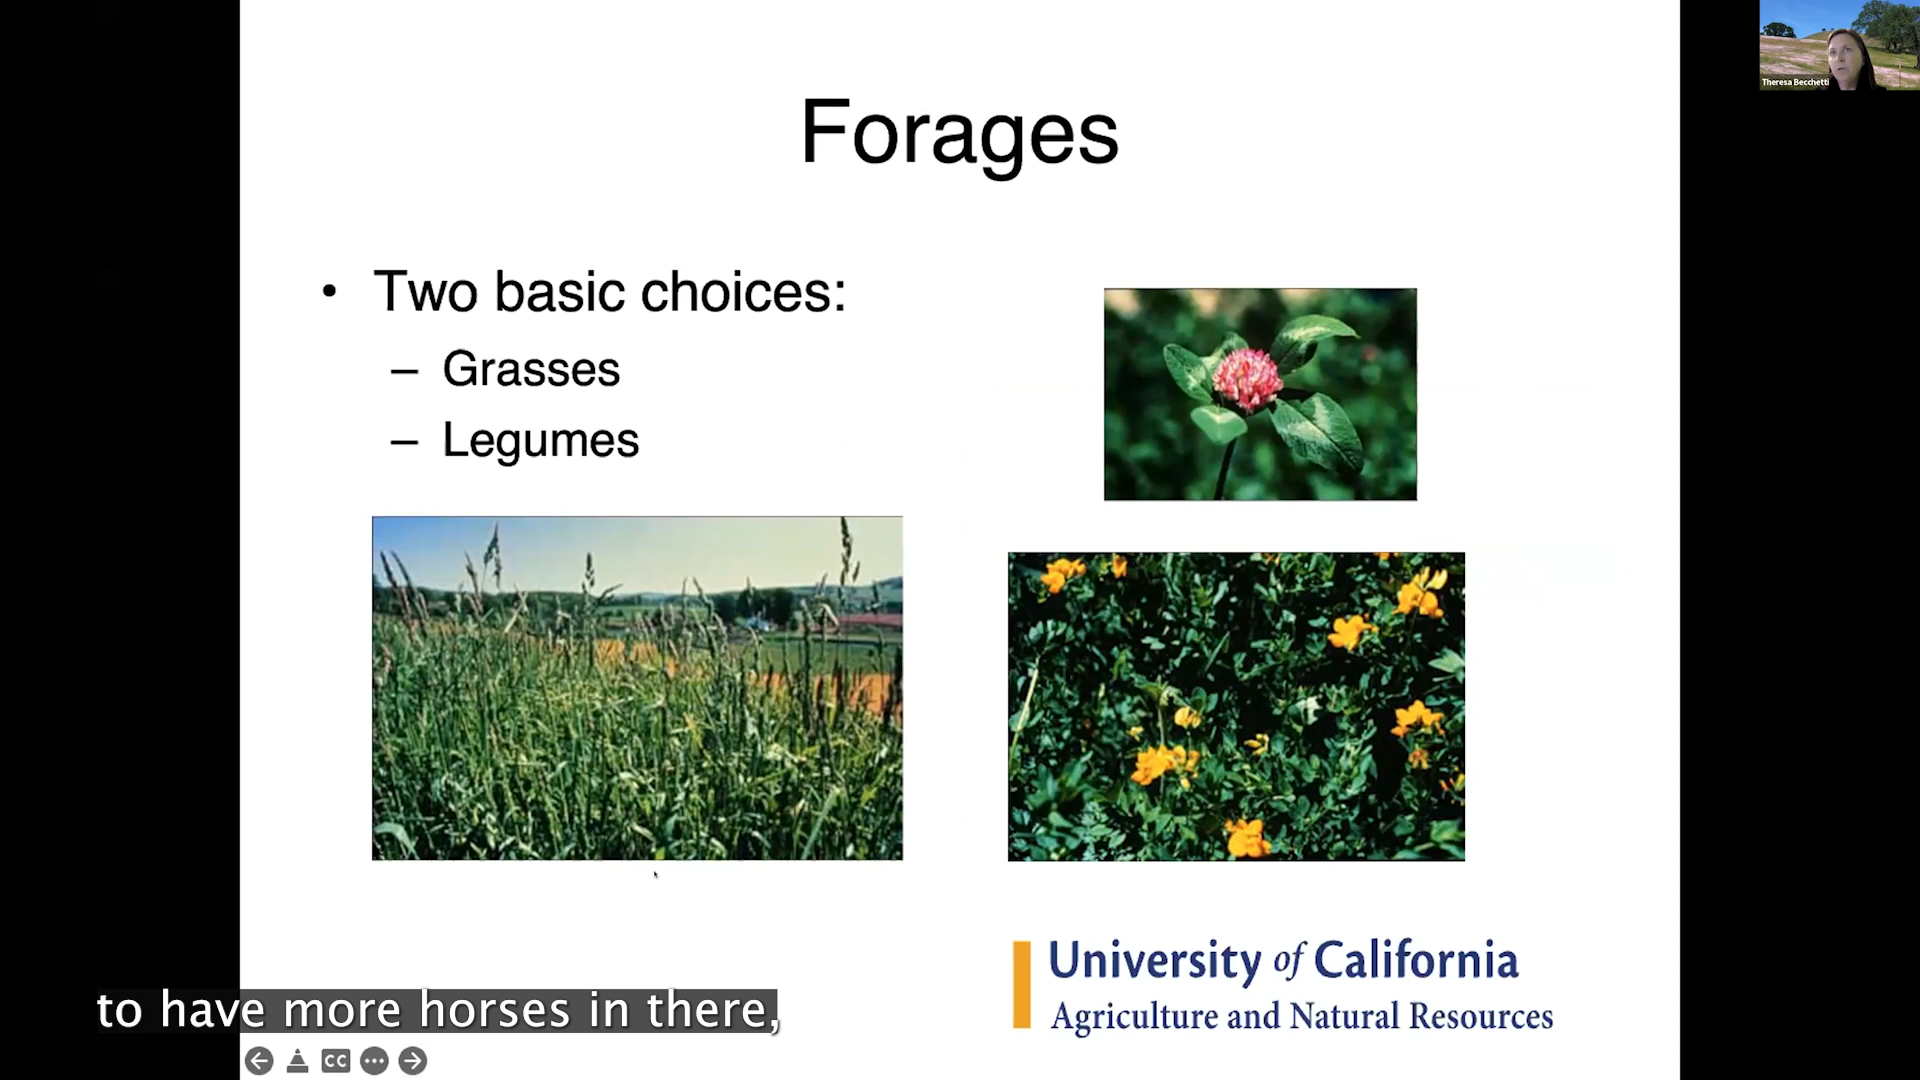 Theresa Becchetti
Forages
• Two basic choices:
– Grasses
– Legumes
University of California
Agriculture and Natural Resources
to have more horses in there,
CC